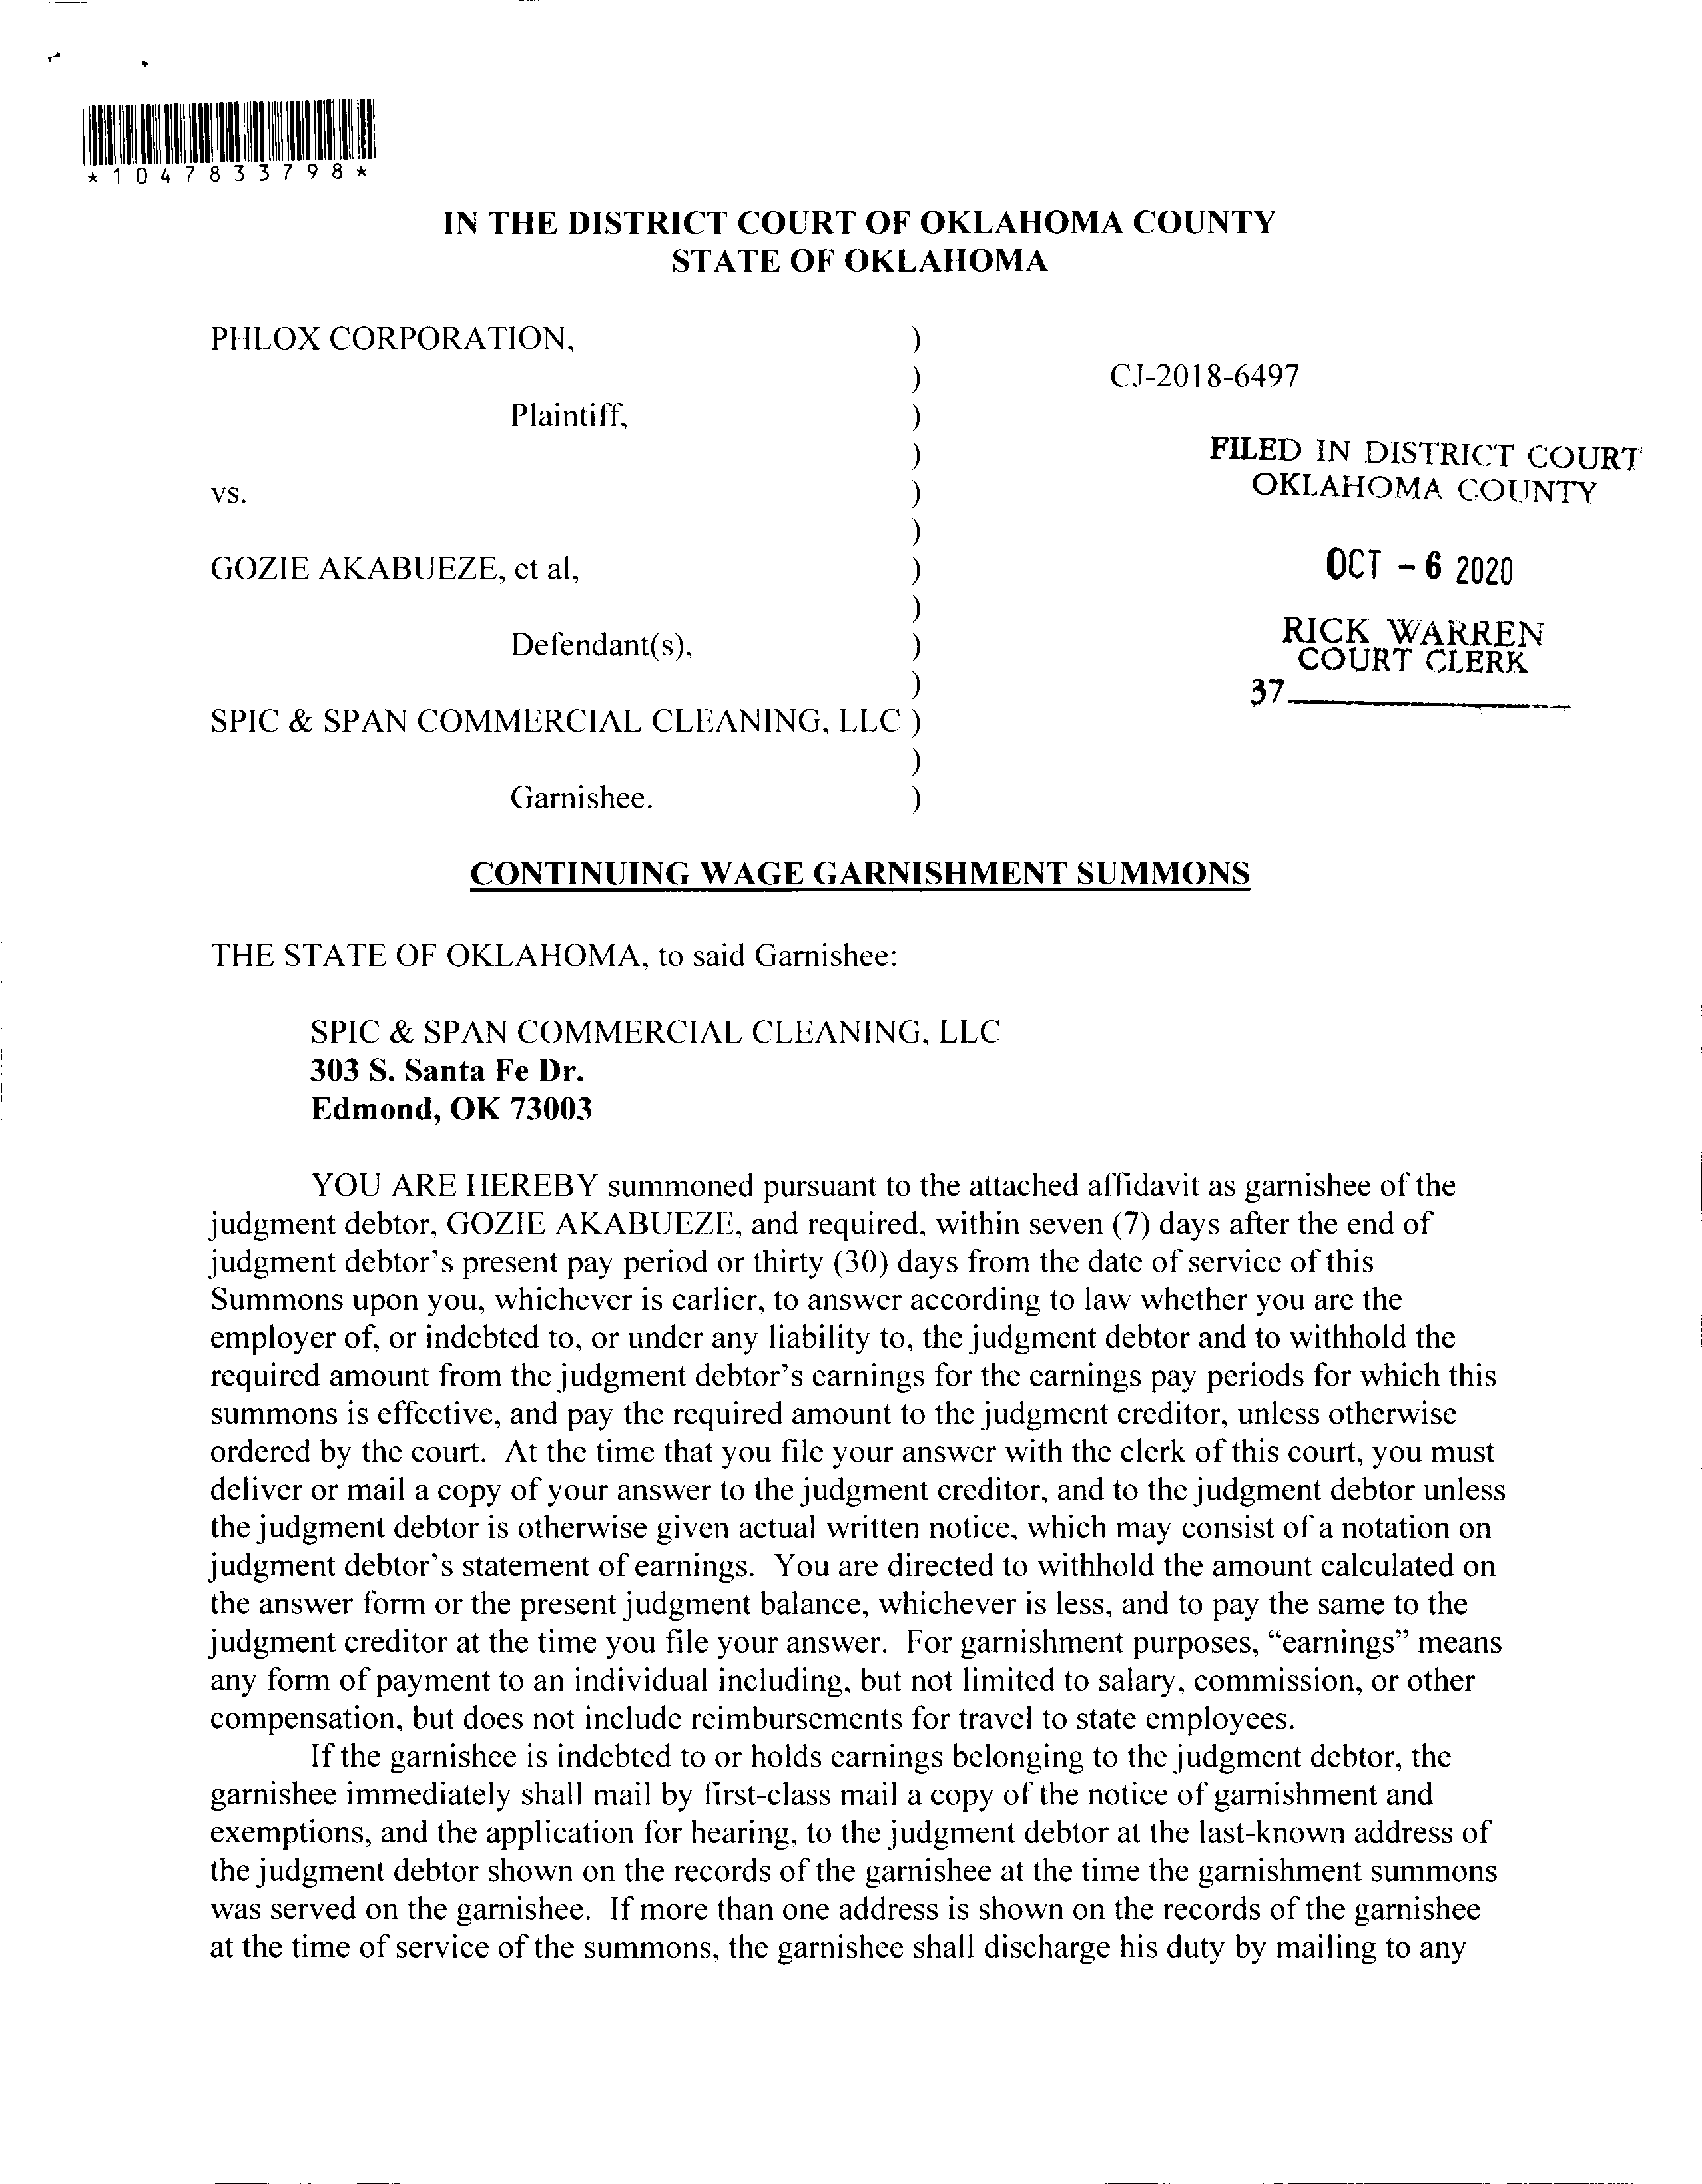 *1047833798*
IN THE DISTRICT COURT OF OKLAHOMA COUNTY
STATE OF OKLAHOMA
PHLOX CORPORATION, )
) CJ-2018-6497
Plaintiff, )
) FILED IN DISTRICT COURT
vs. ) OKLAHOMA COUNTY
)
GOZIE AKABUEZE, et al, ) OCT - 6 2020
)
Defendant(s), ) RICK WARREN
COURT CLERK
) 37
SPIC & SPAN COMMERCIAL CLEANING, LLC )
)
Garnishee. )
CONTINUING WAGE GARNISHMENT SUMMONS
THE STATE OF OKLAHOMA, to said Garnishee:
SPIC & SPAN COMMERCIAL CLEANING, LLC
303 S. Santa Fe Dr.
Edmond, OK 73003
YOU ARE HEREBY summoned pursuant to the attached affidavit as garnishee of the
judgment debtor, GOZIE AKABUEZE, and required, within seven (7) days after the end of
judgment debtor's present pay period or thirty (30) days from the date of service of this
Summons upon you, whichever is earlier, to answer according to law whether you are the
employer of, or indebted to, or under any liability to, the judgment debtor and to withhold the
required amount from the judgment debtor's earnings for the earnings pay periods for which this
summons is effective, and pay the required amount to the judgment creditor, unless otherwise
ordered by the court. At the time that you file your answer with the clerk of this court, you must
deliver or mail a copy of your answer to the judgment creditor, and to the judgment debtor unless
the judgment debtor is otherwise given actual written notice, which may consist of a notation on
judgment debtor's statement of earnings. You are directed to withhold the amount calculated on
the answer form or the present judgment balance, whichever is less, and to pay the same to the
judgment creditor at the time you file your answer. For garnishment purposes, “earnings” means
any form of payment to an individual including, but not limited to salary, commission, or other
compensation, but does not include reimbursements for travel to state employees.
If the garnishee is indebted to or holds earnings belonging to the judgment debtor, the
garnishee immediately shall mail by first-class mail a copy of the notice of garnishment and
exemptions, and the application for hearing, to the judgment debtor at the last-known address of
the judgment debtor shown on the records of the garnishee at the time the garnishment summons
was served on the garnishee. If more than one address is shown on the records of the garnishee
at the time of service of the summons, the garnishee shall discharge his duty by mailing to any